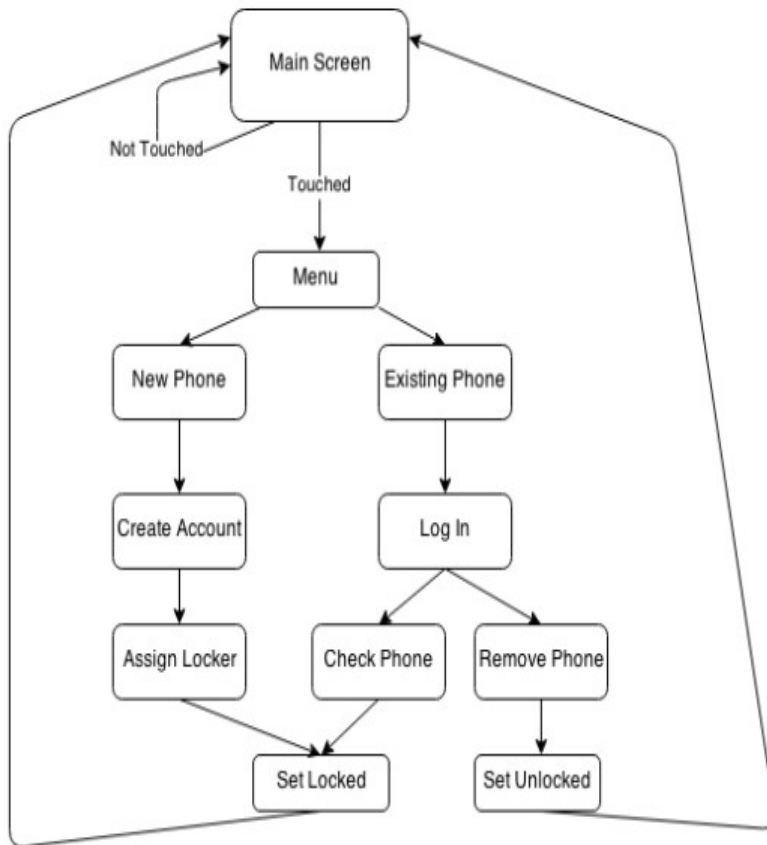 Main Screen
Not Touched
Touched
Menu
New Phone
Existing Phone
Create Account
Log In
Assign Locker
Check Phone
Remove Phone
Set Locked
Set Unlocked